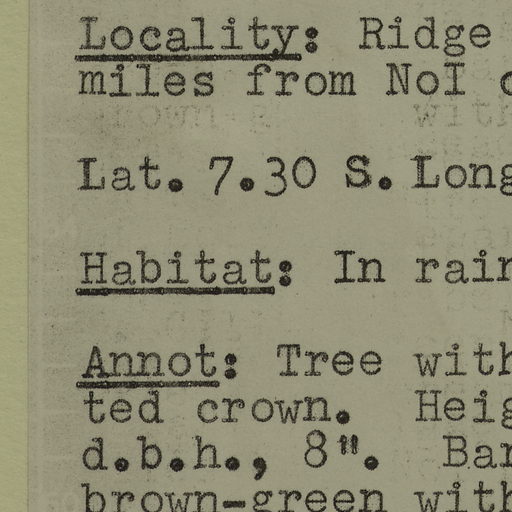 Locality: Ridge
miles from NoI
Lat. 7.30 S. Long
Habitat: In rain
Annot: Tree with
ted crown. Heig
d.b.h., 8". Bar
brown-green with